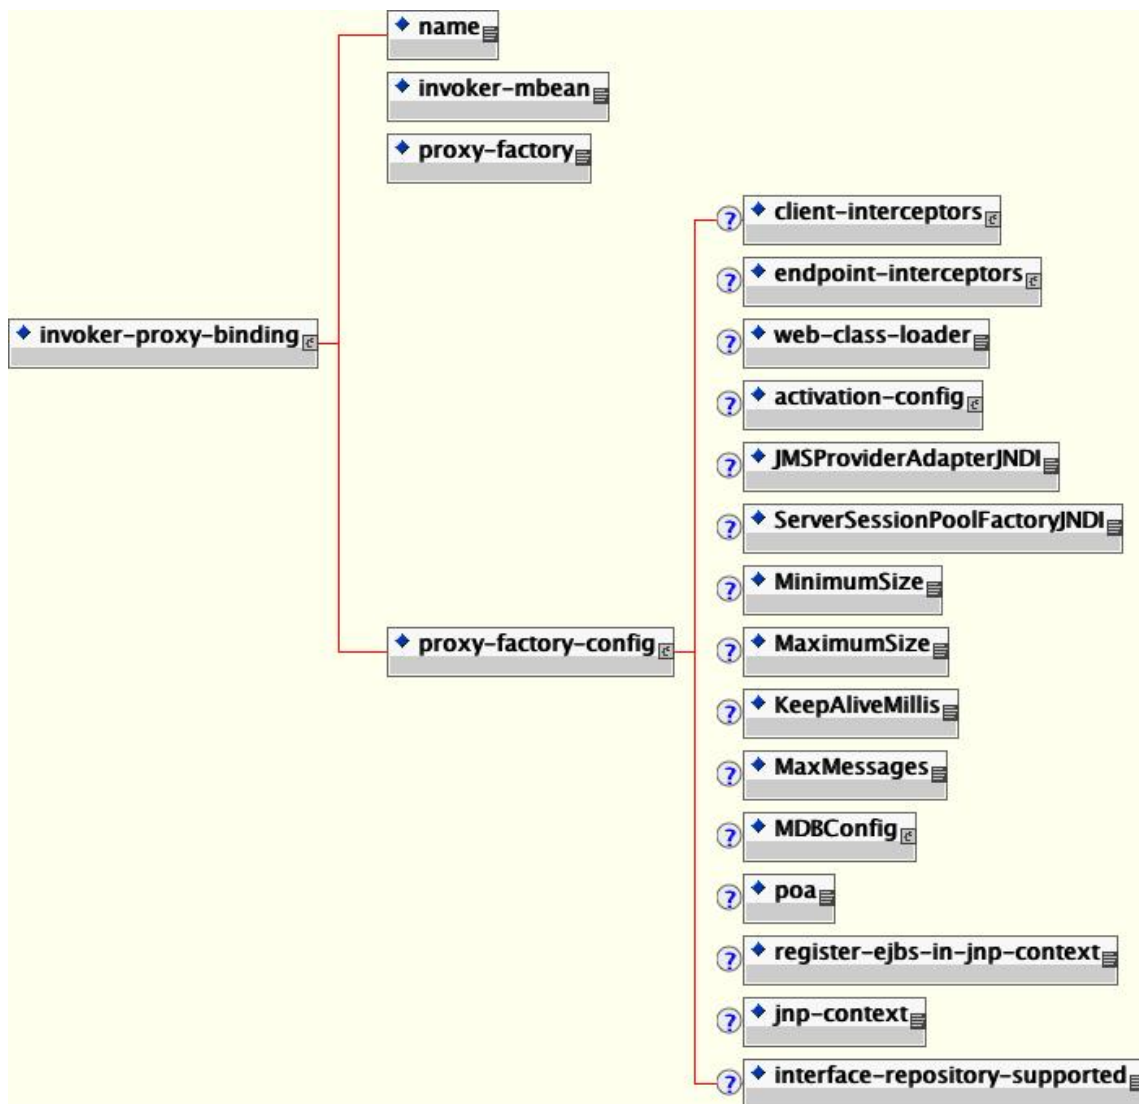 name
invoker-mbean
proxy-factory
? client-interceptors
? endpoint-interceptors
invoker-proxy-binding
? web-class-loader
? activation-config
? JMSProviderAdapterJNDI
? ServerSessionPoolFactoryJNDI
? MinimumSize
proxy-factory-config
? MaximumSize
? KeepAliveMillis
? MaxMessages
? MDBConfig
? poa
? register-ejbs-in-jnp-context
? jnp-context
? interface-repository-supported